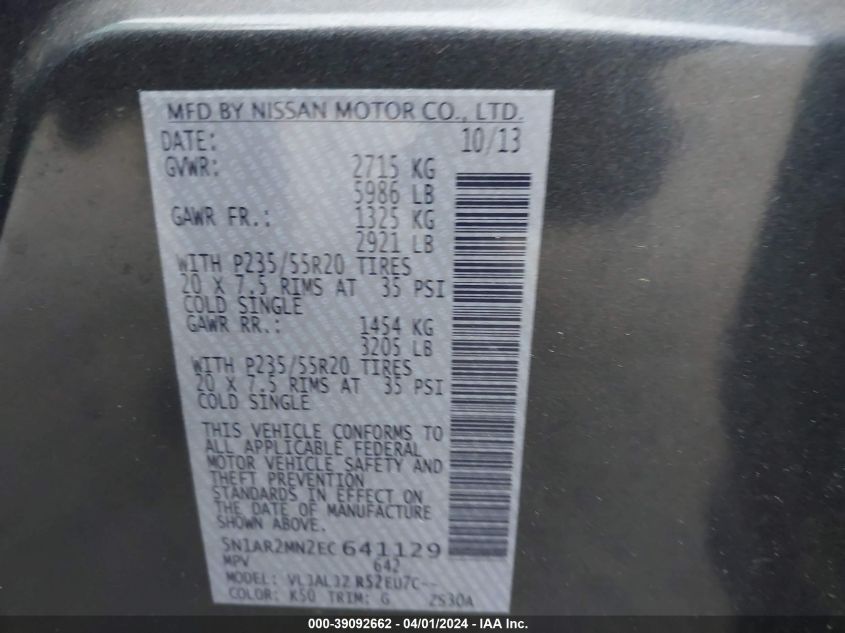 MFD BY NISSAN MOTOR CO., LTD.
DATE: 10/13
GVWR: 2715 KG
5986 LB
GAWR FR.: 1325 KG
2921 LB
WITH P235/55R20 TIRES
20 X 7.5 RIMS AT 35 PSI
COLD SINGLE
GAWR RR.: 1454 KG
3205 LB
WITH P235/55R20 TIRES
20 X 7.5 RIMS AT 35 PSI
COLD SINGLE
THIS VEHICLE CONFORMS TO
ALL APPLICABLE FEDERAL
MOTOR VEHICLE SAFETY AND
THEFT PREVENTION
STANDARDS IN EFFECT ON
THE DATE OF MANUFACTURE
SHOWN ABOVE.
5N1AR2MN2EC641129
MPV 642
MODEL: R52EU7C--
COLOR: K50 TRIM: G 2S30A
000-39092662 - 04/01/2024 - IAA Inc.